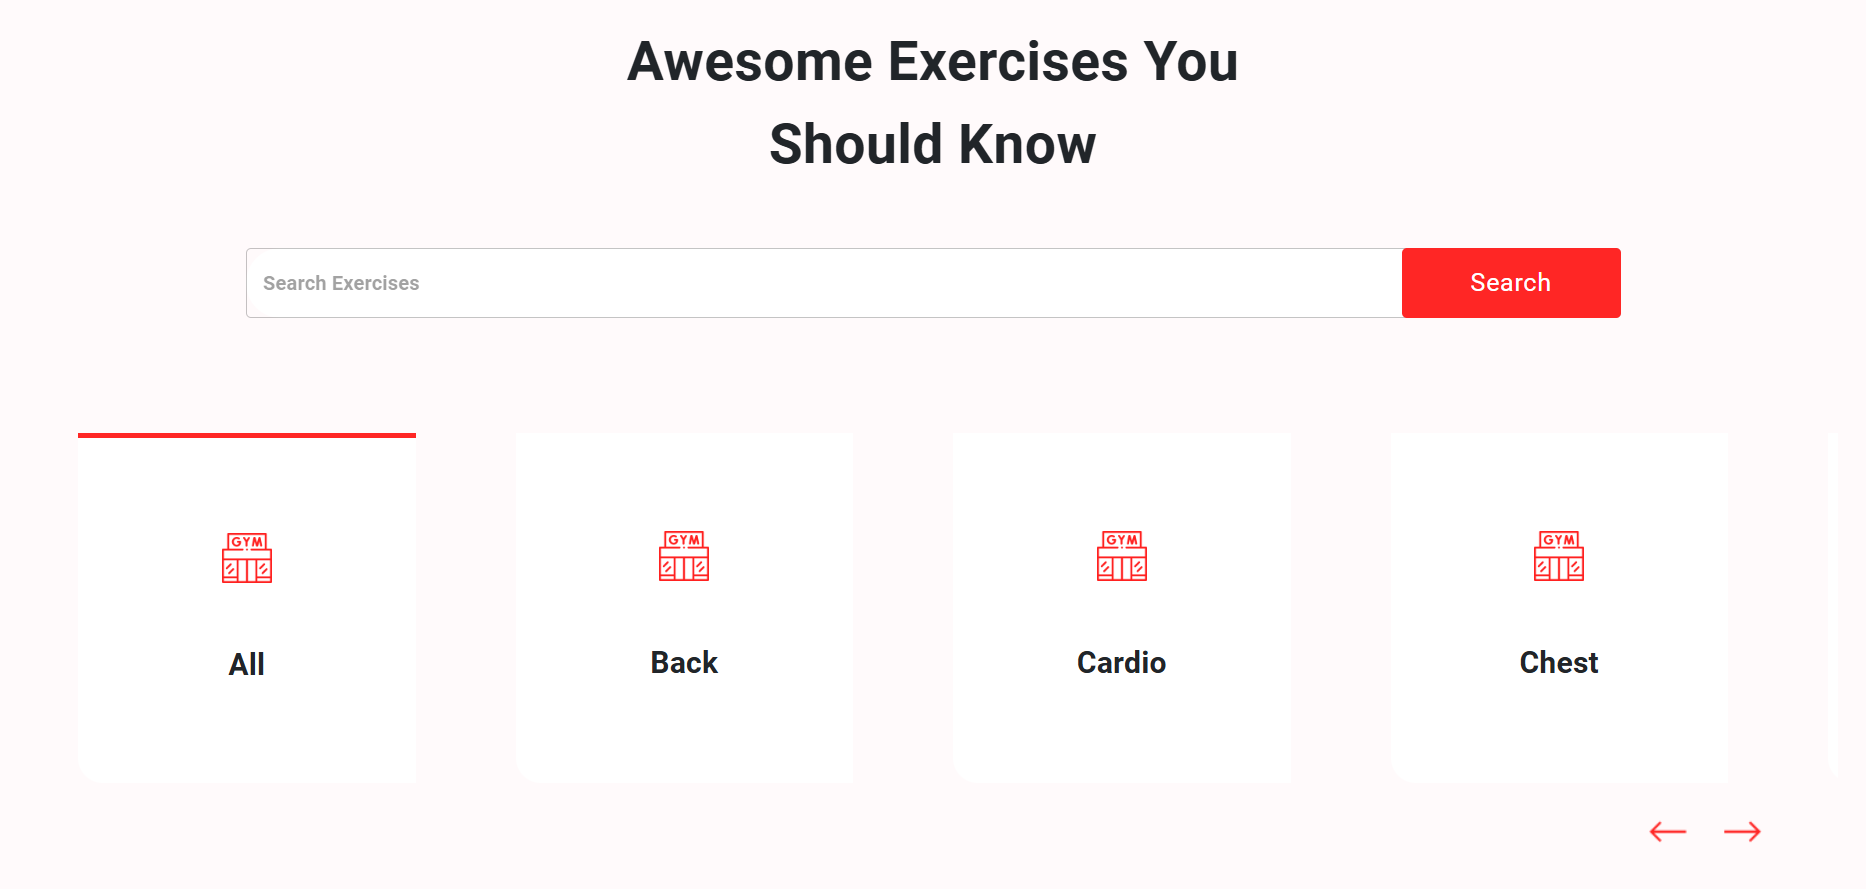 Awesome Exercises You
Should Know
Search Exercises
Search
GYM
GYM
GYM
GYM
All
Back
Cardio
Chest